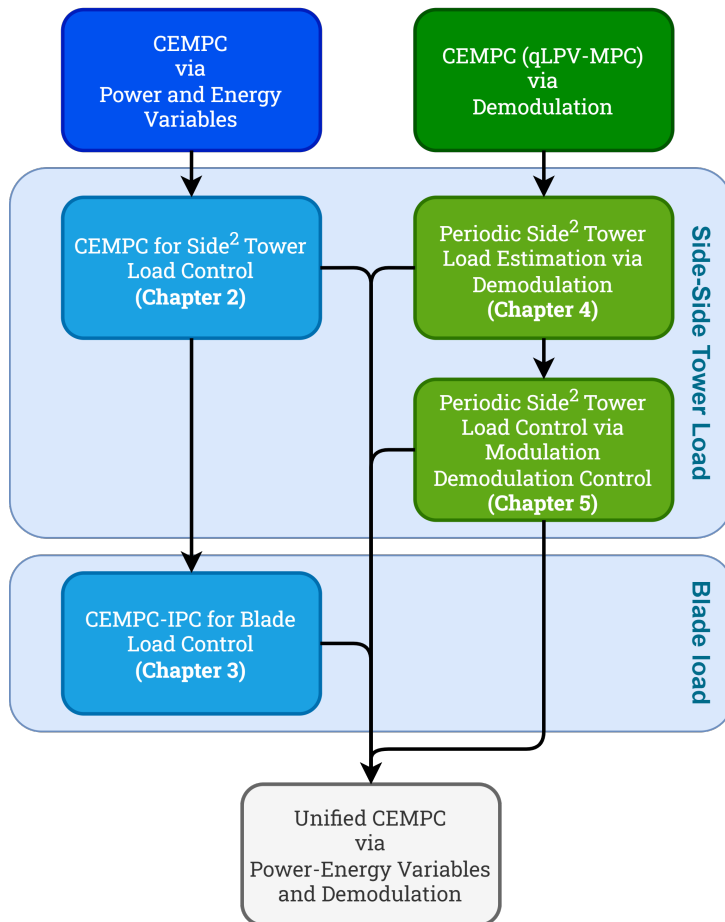 CEMPC
via
Power and Energy
Variables
CEMPC (qLPV-MPC)
via
Demodulation
CEMPC for Side² Tower
Load Control
(Chapter 2)
Periodic Side² Tower
Load Estimation via
Demodulation
(Chapter 4)
Periodic Side² Tower
Load Control via
Modulation
Demodulation Control
(Chapter 5)
Side-Side Tower Load
CEMPC-IPC for Blade
Load Control
(Chapter 3)
Blade load
Unified CEMPC
via
Power-Energy Variables
and Demodulation